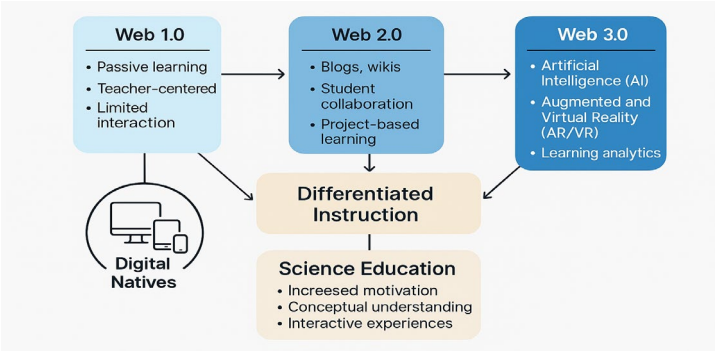 Web 1.0
• Passive learning
• Teacher-centered
• Limited
interaction
Web 2.0
• Blogs, wikis
• Student
collaboration
• Project-based
learning
Web 3.0
• Artificial
Intelligence (AI)
• Augmented and
Virtual Reality
(AR/VR)
• Learning analytics
Digital
Natives
Differentiated
Instruction
Science Education
• Increesed motivation
• Conceptual understanding
• Interactive experiences